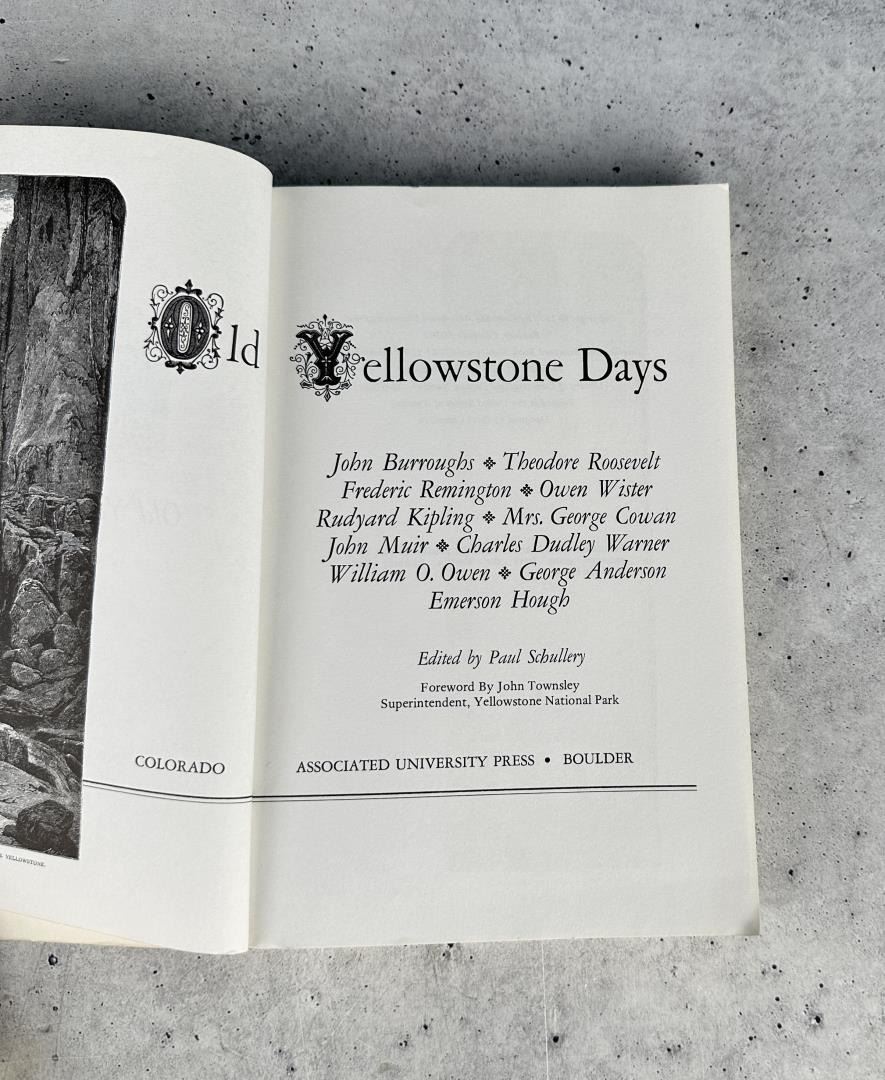 Old Yellowstone Days
John Burroughs ❖ Theodore Roosevelt
Frederic Remington ❖ Owen Wister
Rudyard Kipling ❖ Mrs. George Cowan
John Muir ❖ Charles Dudley Warner
William O. Owen ❖ George Anderson
Emerson Hough
Edited by Paul Schullery
Foreword By John Townsley
Superintendent, Yellowstone National Park
COLORADO ASSOCIATED UNIVERSITY PRESS • BOULDER
YELLOWSTONE.